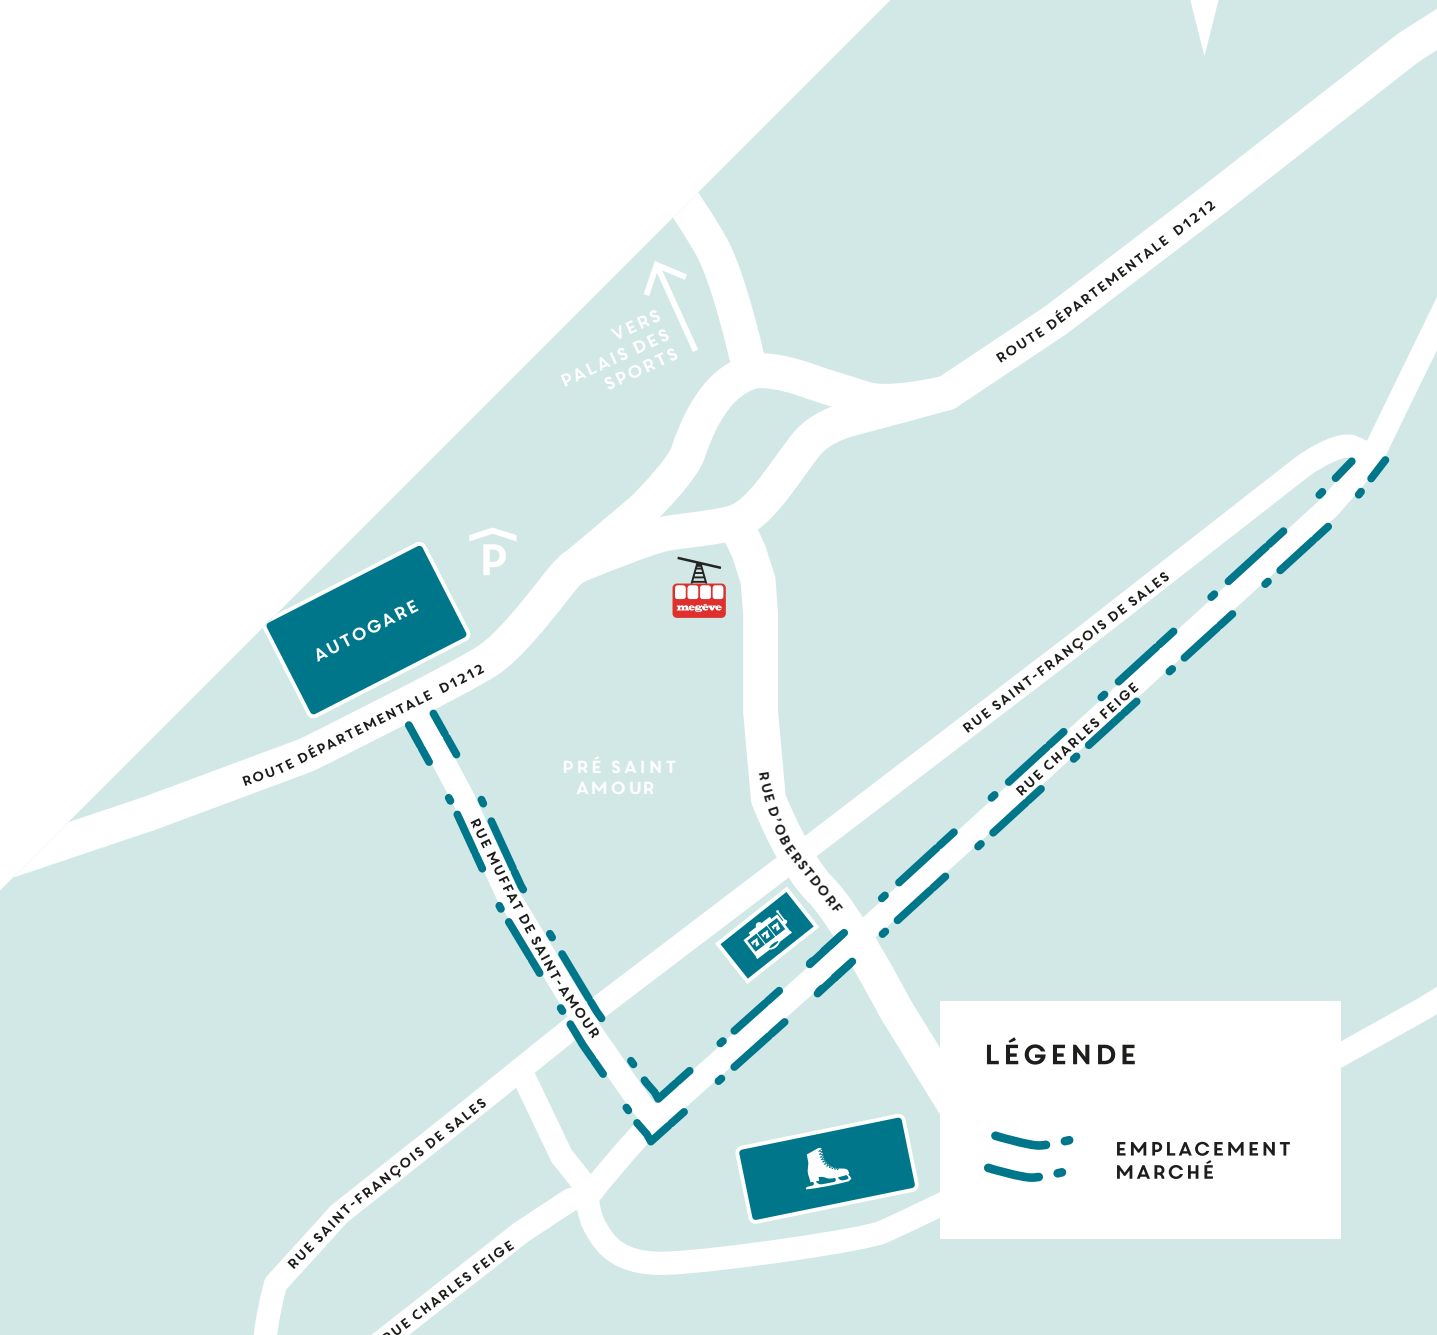 ROUTE DÉPARTEMENTALE D1212
VERS
PALAIS DES
SPORTS
P
megève
AUTOGARE
ROUTE DÉPARTEMENTALE D1212
RUE SAINT-FRANÇOIS DE SALES
RUE CHARLES FEIGE
PRÉ SAINT
AMOUR
RUE D'OBERSTDORF
RUE MUFFAT DE SAINT-AMOUR
777
RUE SAINT-FRANÇOIS DE SALES
RUE CHARLES FEIGE
LÉGENDE
EMPLACEMENT
MARCHÉ